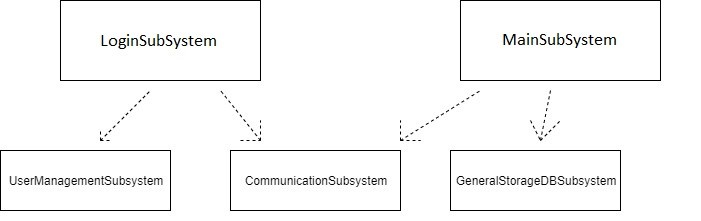 LoginSubSystem
MainSubSystem
UserManagementSubsystem
CommunicationSubsystem
GeneralStorageDBSubsystem